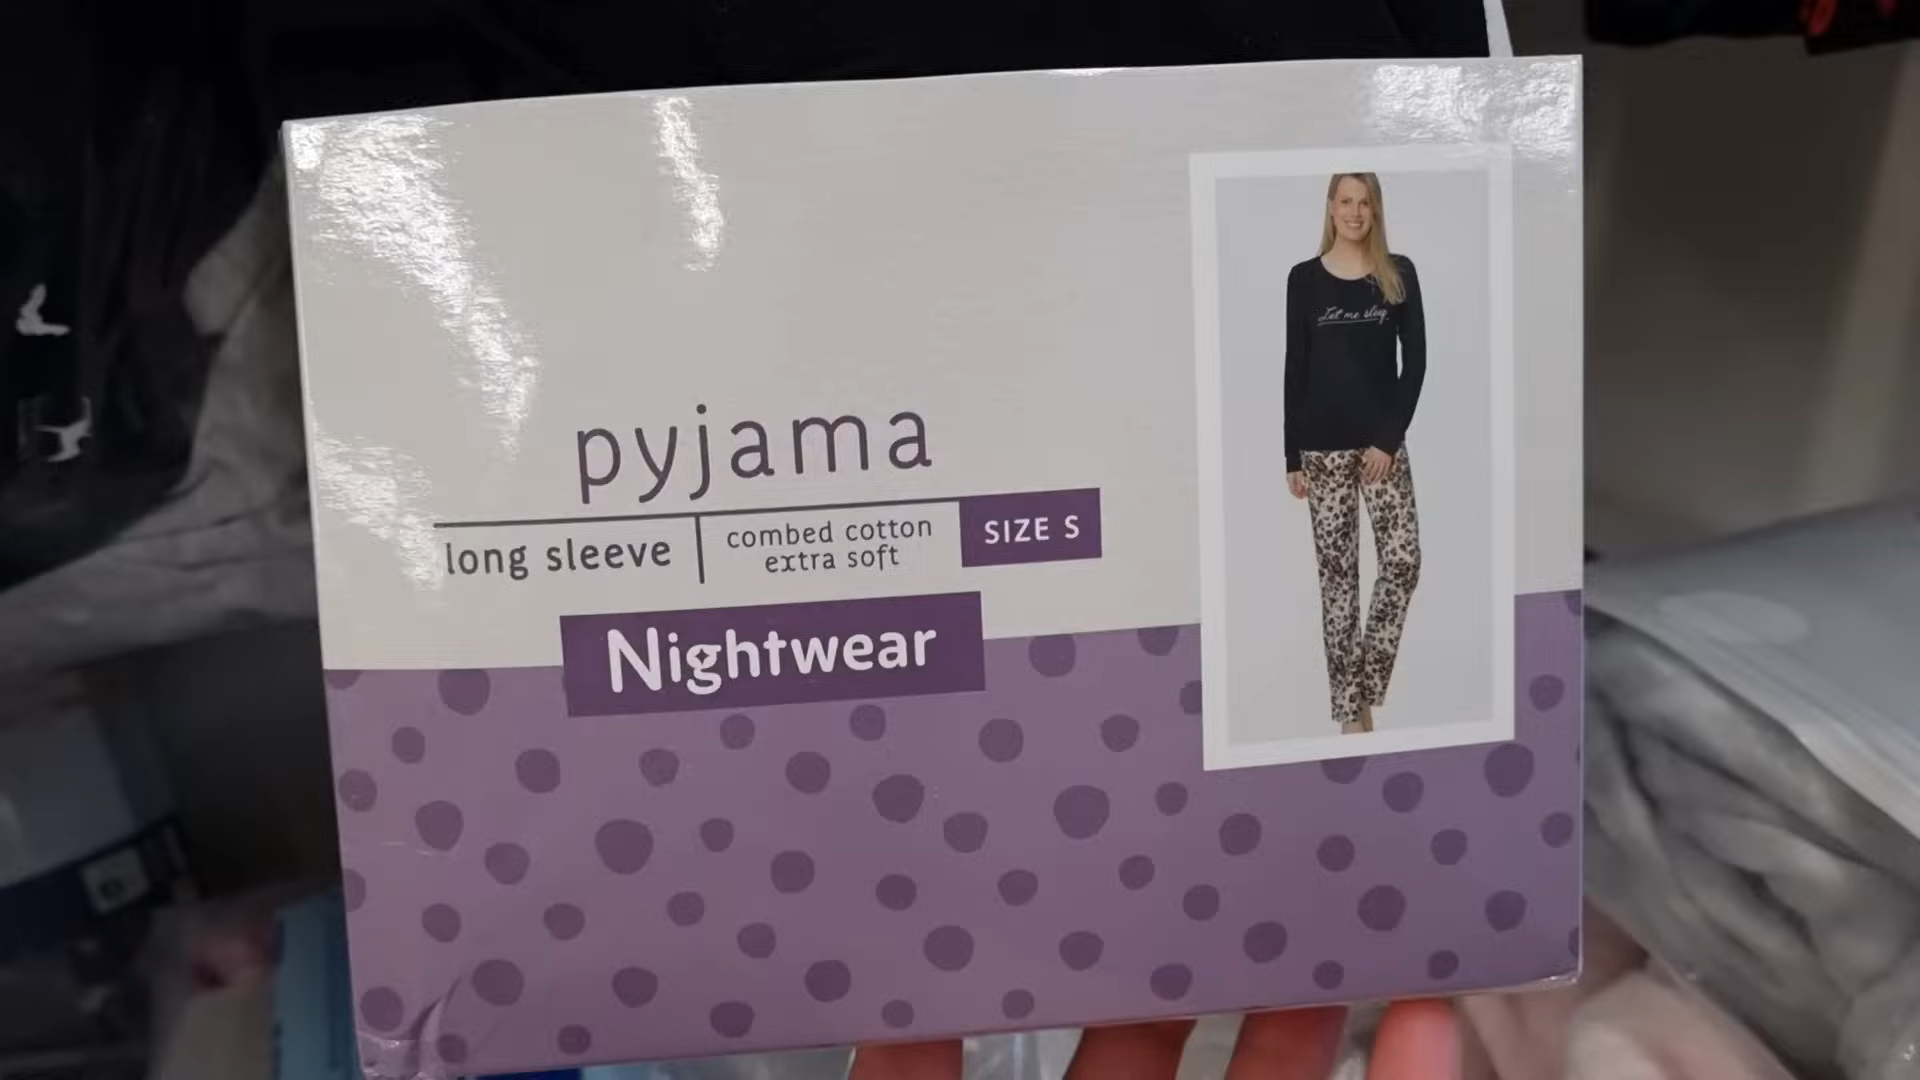 pyjama
long sleeve
combed cotton
extra soft
SIZE S
Nightwear
Let me sleep